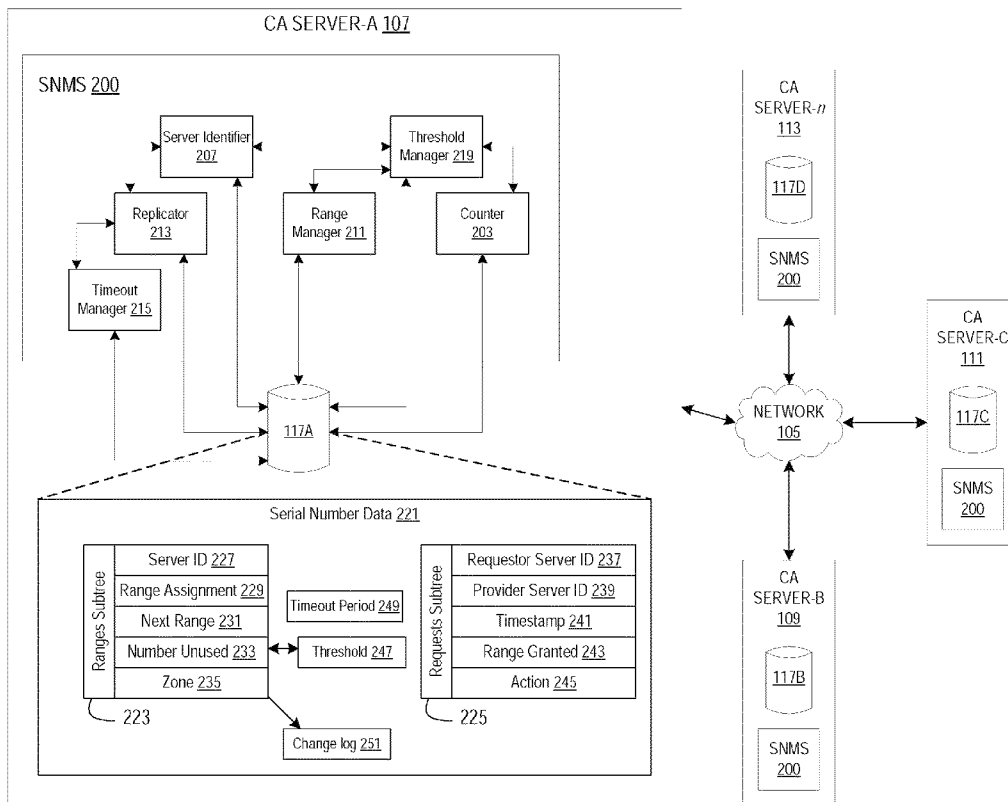 CA SERVER-A 107
SNMS 200
Server Identifier
207
Threshold
Manager 219
Replicator
213
Range
Manager 211
Counter
203
Timeout
Manager 215
117A
Serial Number Data 221
Ranges Subtree
Server ID 227
Range Assignment 229
Next Range 231
Number Unused 233
Zone 235
223
Timeout Period 249
Threshold 247
Change log 251
Requests Subtree
Requestor Server ID 237
Provider Server ID 239
Timestamp 241
Range Granted 243
Action 245
225
CA
SERVER-n
113
117D
SNMS
200
NETWORK
105
CA
SERVER-C
111
117C
SNMS
200
CA
SERVER-B
109
117B
SNMS
200